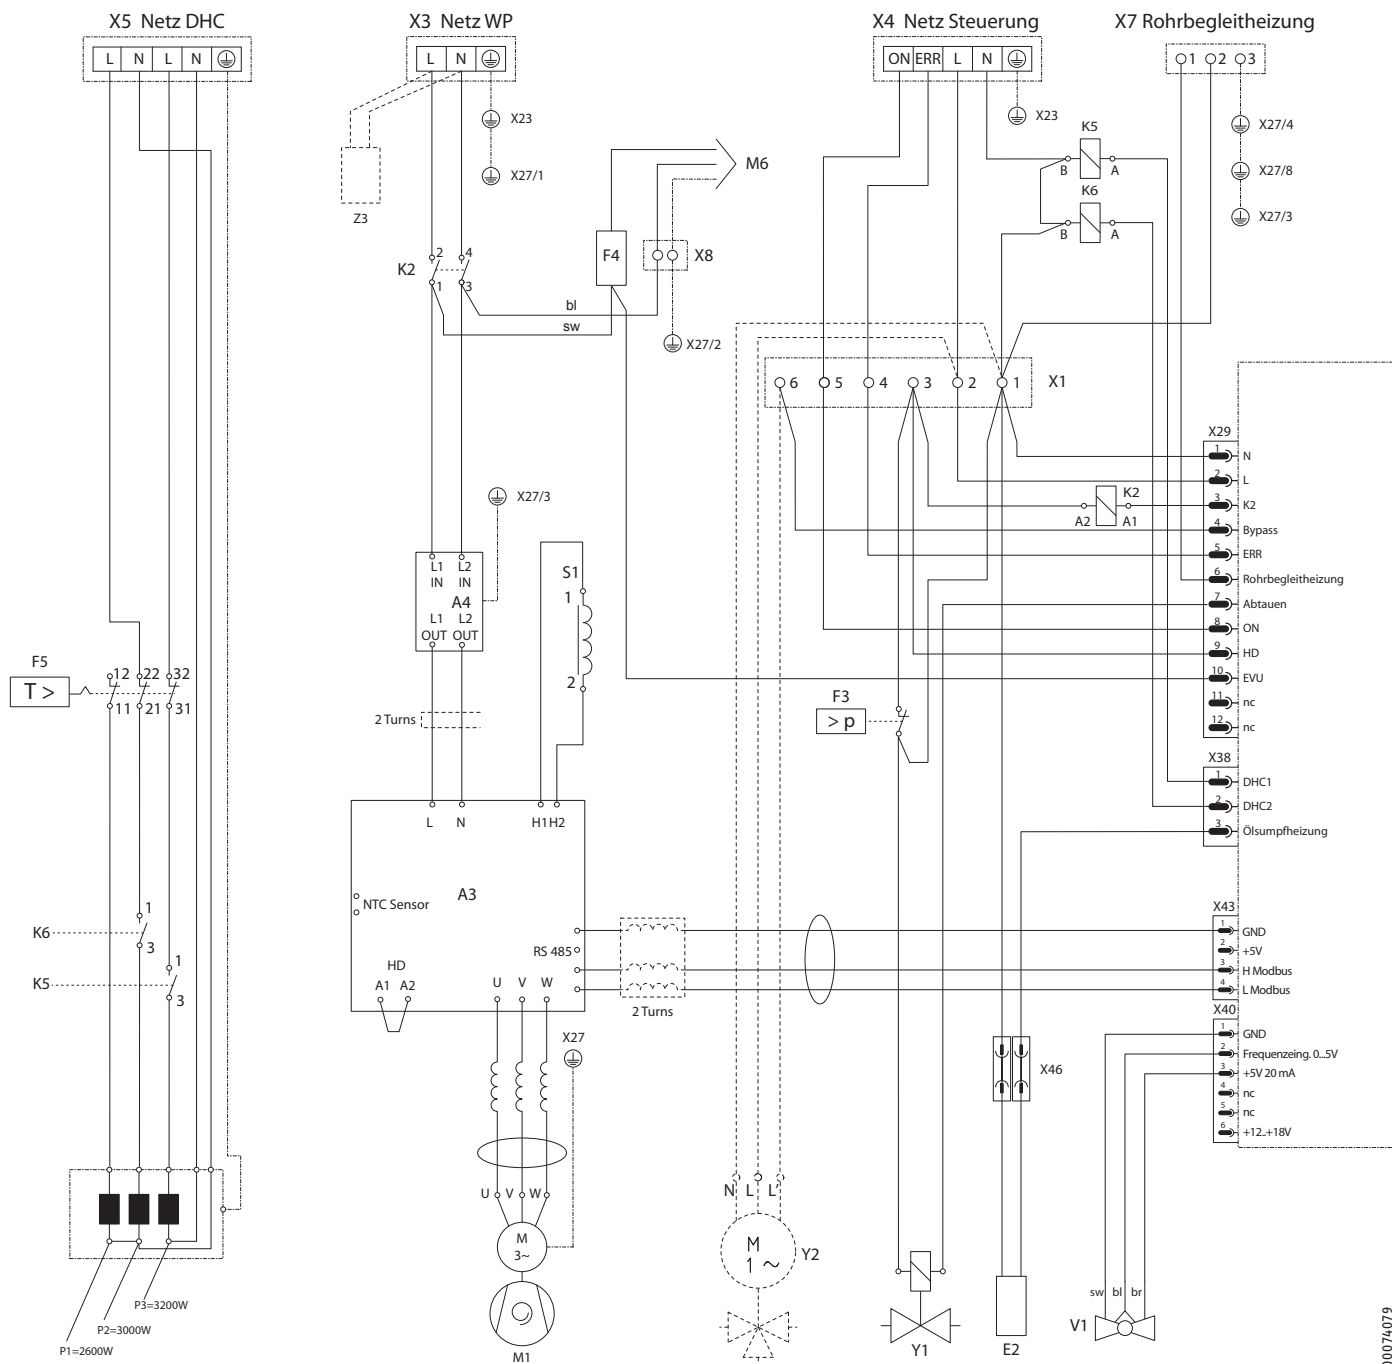 X5 Netz DHC
X3 Netz WP
X4 Netz Steuerung
X7 Rohrbegleitheizung
L N L N
L N
ON ERR L N
1 2 3
X23
X27/1
Z3
M6
X23
K5
B A
K6
B A
X27/4
X27/8
X27/3
K2
2 4
1 3
F4
X8
bl
sw
X27/2
6 5 4 3 2 1
X1
X29
1 N
2 L
3 K2
4 Bypass
5 ERR
6 Rohrbegleitheizung
7 Abtauen
8 ON
9 HD
10 EVU
11 nc
12 nc
K2
A2 A1
X27/3
L1 L2
IN IN
A4
L1 L2
OUT OUT
S1
1
2
F5
T >
12 22 32
11 21 31
2 Turns
F3
> p
X38
1 DHC1
2 DHC2
3 Ölsumpfheizung
L N H1 H2
A3
NTC Sensor
RS 485
HD
A1 A2
U V W
K6
1
3
K5
1
3
2 Turns
X43
1 GND
2 +5V
3 H Modbus
4 L Modbus
X40
1 GND
2 Frequenzeing. 0...5V
3 +5V 20 mA
4 nc
5 nc
6 +12..+18V
X27
X46
U V W
M
3~
M1
N L L'
M
1 ~
Y2
Y1
E2
sw bl br
V1
P3=3200W
P2=3000W
P1=2600W